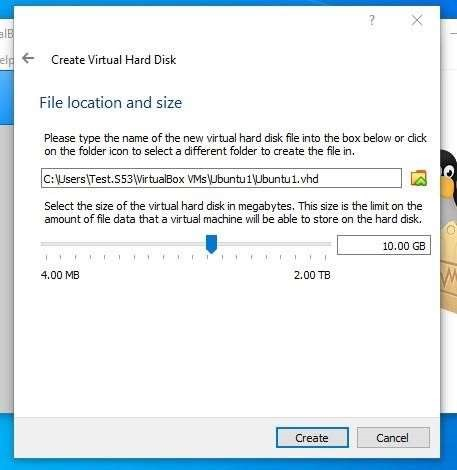 ?
Create Virtual Hard Disk
File location and size
Please type the name of the new virtual hard disk file into the box below or click
on the folder icon to select a different folder to create the file in.
C:\Users\Test.S53\VirtualBox VMs\Ubuntu1\Ubuntu1.vhd
Select the size of the virtual hard disk in megabytes. This size is the limit on the
amount of file data that a virtual machine will be able to store on the hard disk.
10.00 GB
4.00 MB 2.00 TB
Create Cancel